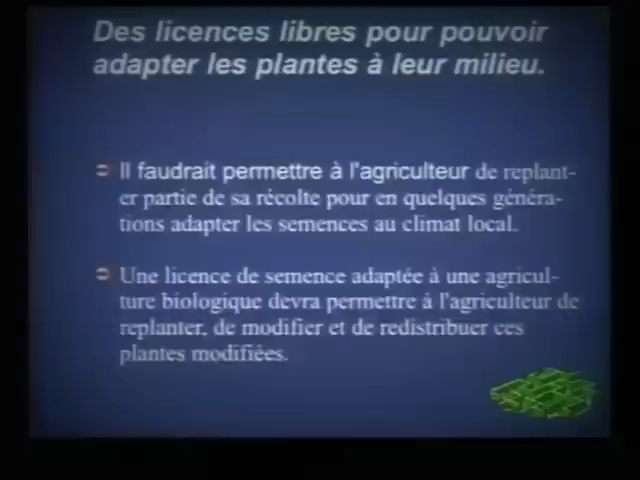 Des licences libres pour pouvoir
adapter les plantes à leur milieu.
Il faudrait permettre à l'agriculteur de replant-
er partie de sa récolte pour en quelques généra-
tions adapter les semences au climat local.
Une licence de semence adaptée à une agricul-
ture biologique devra permettre à l'agriculteur de
replanter, de modifier et de redistribuer ces
plantes modifiées.